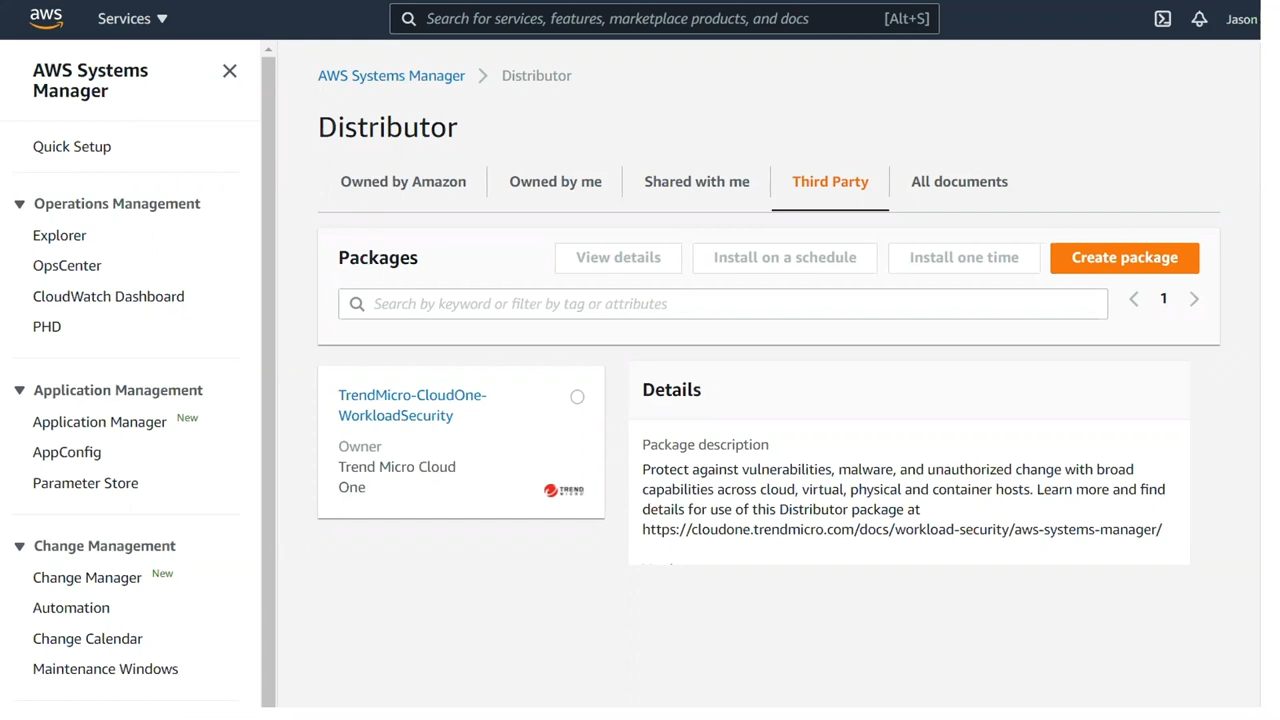 aws
Services
Search for services, features, marketplace products, and docs
[Alt+S]
Jason
AWS Systems
Manager
Quick Setup
Operations Management
Explorer
OpsCenter
CloudWatch Dashboard
PHD
Application Management
Application Manager New
AppConfig
Parameter Store
Change Management
Change Manager New
Automation
Change Calendar
Maintenance Windows
AWS Systems Manager > Distributor
Distributor
Owned by Amazon
Owned by me
Shared with me
Third Party
All documents
Packages
View details
Install on a schedule
Install one time
Create package
Search by keyword or filter by tag or attributes
1
TrendMicro-CloudOne-
WorkloadSecurity
Owner
Trend Micro Cloud
One
TREND
MICRO
Details
Package description
Protect against vulnerabilities, malware, and unauthorized change with broad
capabilities across cloud, virtual, physical and container hosts. Learn more and find
details for use of this Distributor package at
https://cloudone.trendmicro.com/docs/workload-security/aws-systems-manager/